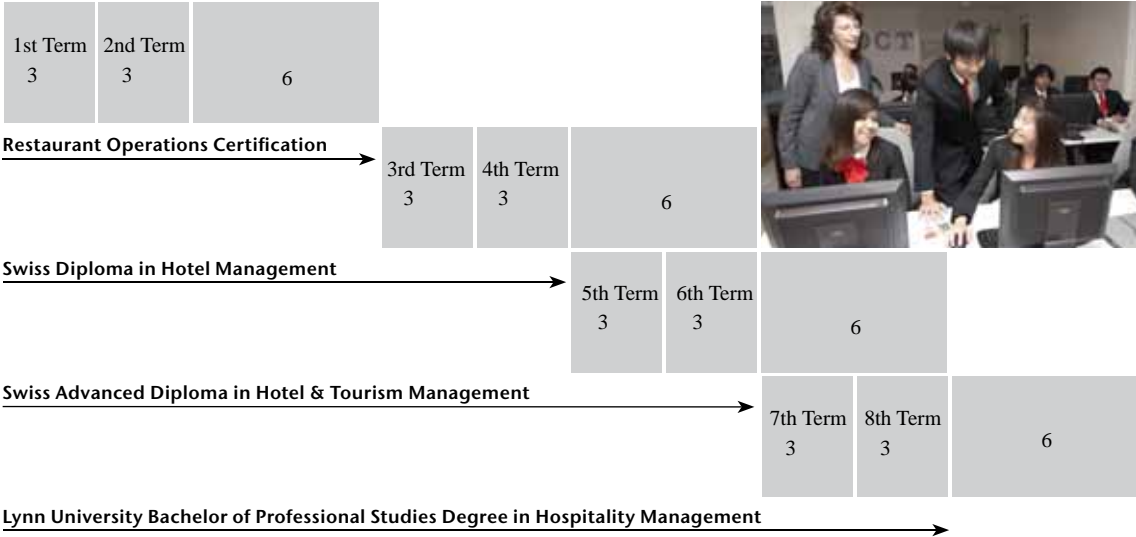 1st Term 2nd Term
3 3 6
Restaurant Operations Certification
3rd Term 4th Term
3 3 6
Swiss Diploma in Hotel Management
5th Term 6th Term
3 3 6
Swiss Advanced Diploma in Hotel & Tourism Management
7th Term 8th Term
3 3 6
Lynn University Bachelor of Professional Studies Degree in Hospitality Management